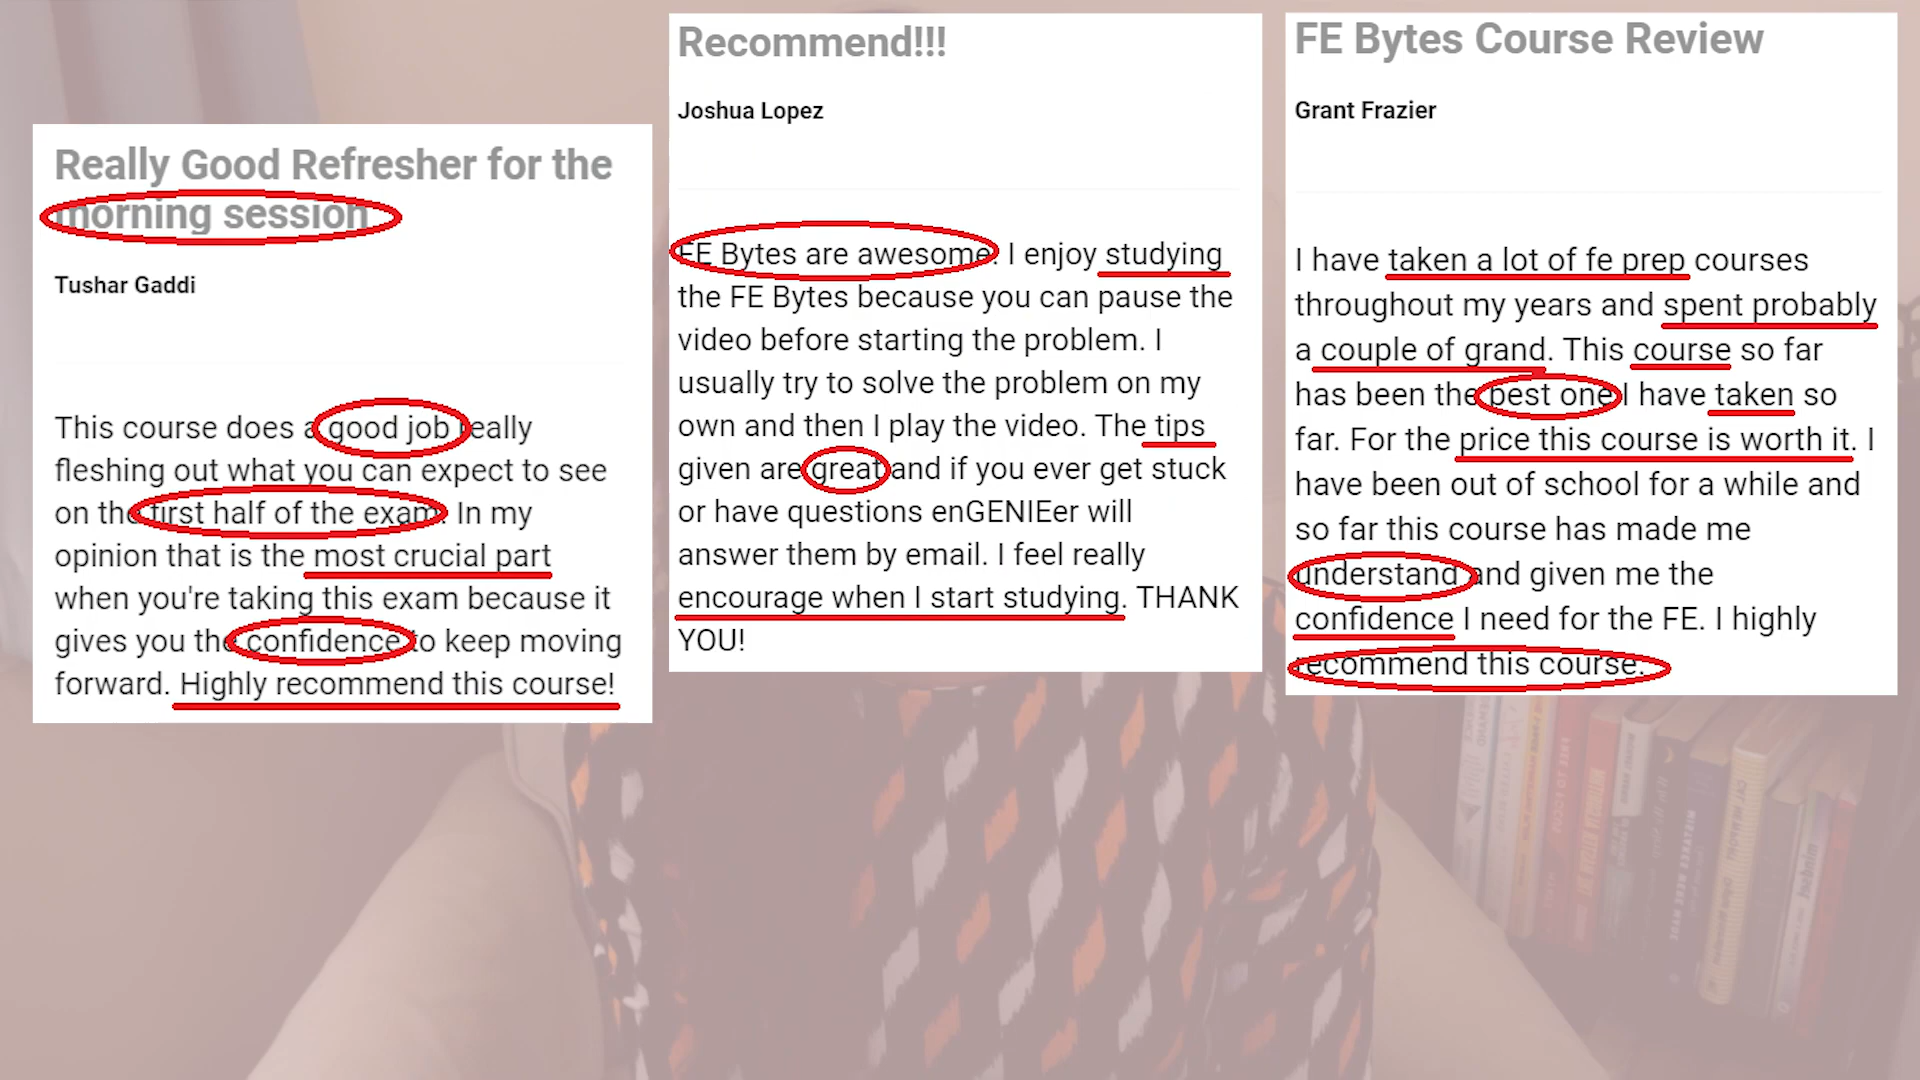 Really Good Refresher for the
morning session
Tushar Gaddi
This course does a good job really
fleshing out what you can expect to see
on the first half of the exam. In my
opinion that is the most crucial part
when you're taking this exam because it
gives you the confidence to keep moving
forward. Highly recommend this course!
Recommend!!!
Joshua Lopez
FE Bytes are awesome. I enjoy studying
the FE Bytes because you can pause the
video before starting the problem. I
usually try to solve the problem on my
own and then I play the video. The tips
given are great and if you ever get stuck
or have questions enGENIEer will
answer them by email. I feel really
encourage when I start studying. THANK
YOU!
FE Bytes Course Review
Grant Frazier
I have taken a lot of fe prep courses
throughout my years and spent probably
a couple of grand. This course so far
has been the best one I have taken so
far. For the price this course is worth it. I
have been out of school for a while and
so far this course has made me
understand and given me the
confidence I need for the FE. I highly
recommend this course.